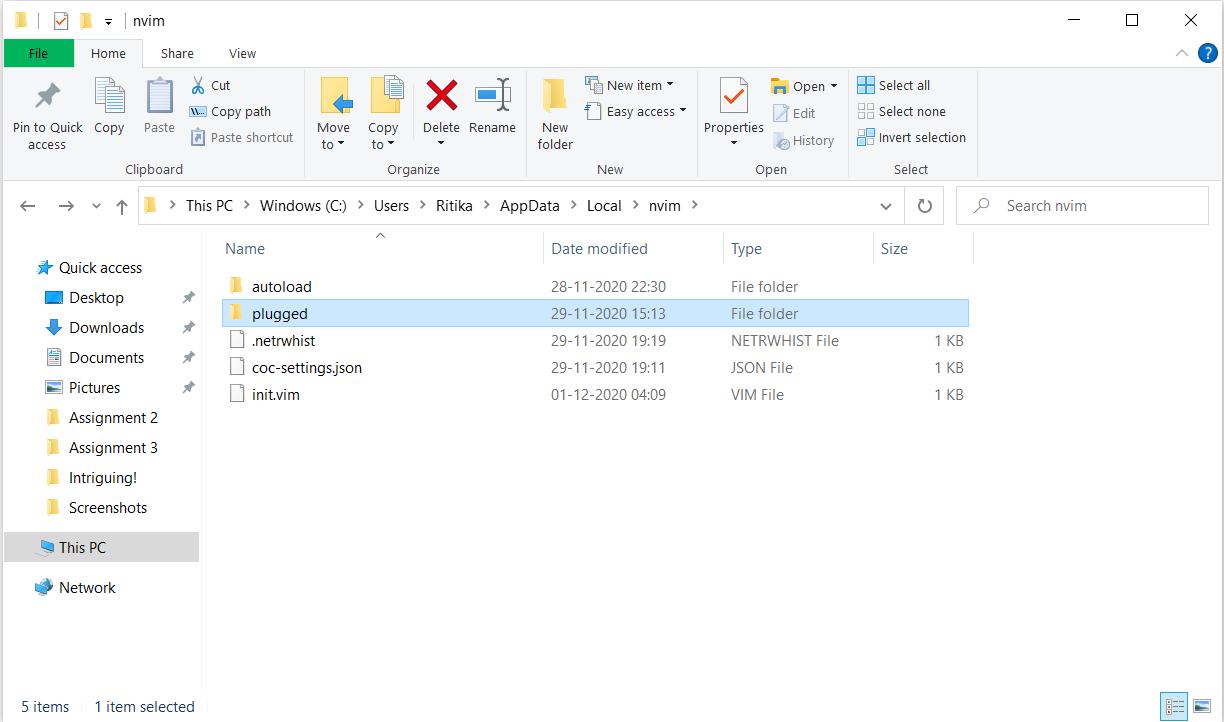 nvim
File Home Share View
Pin to Quick access
Copy
Paste
Cut
Copy path
Paste shortcut
Clipboard
Move to
Copy to
Delete
Rename
Organize
New folder
New item
Easy access
New
Properties
Open
Edit
History
Open
Select all
Select none
Invert selection
Select
This PC > Windows (C:) > Users > Ritika > AppData > Local > nvim >
Search nvim
Quick access
Desktop
Downloads
Documents
Pictures
Assignment 2
Assignment 3
Intriguing!
Screenshots
This PC
Network
Name Date modified Type Size
autoload 28-11-2020 22:30 File folder
plugged 29-11-2020 15:13 File folder
.netrwhist 29-11-2020 19:19 NETRWHIST File 1 KB
coc-settings.json 29-11-2020 19:11 JSON File 1 KB
init.vim 01-12-2020 04:09 VIM File 1 KB
5 items 1 item selected